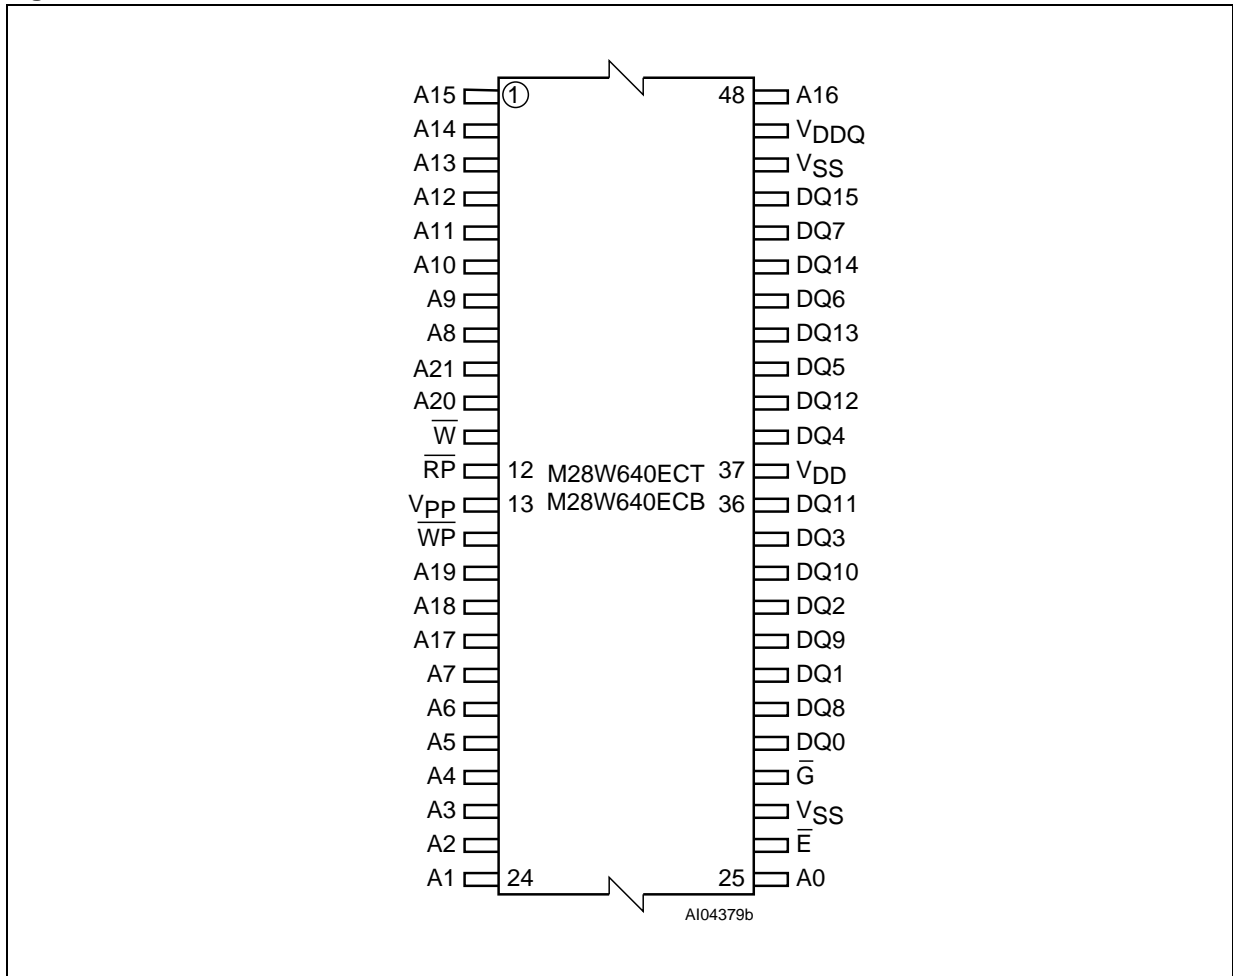 A15 1 48 A16
A14 VDDQ
A13 VSS
A12 DQ15
A11 DQ7
A10 DQ14
A9 DQ6
A8 DQ13
A21 DQ5
A20 DQ12
W̅ DQ4
R̅P̅ 12 M28W640ECT 37 VDD
VPP 13 M28W640ECB 36 DQ11
W̅P̅ DQ3
A19 DQ10
A18 DQ2
A17 DQ9
A7 DQ1
A6 DQ8
A5 DQ0
A4 G̅
A3 VSS
A2 E̅
A1 24 25 A0
AI04379b